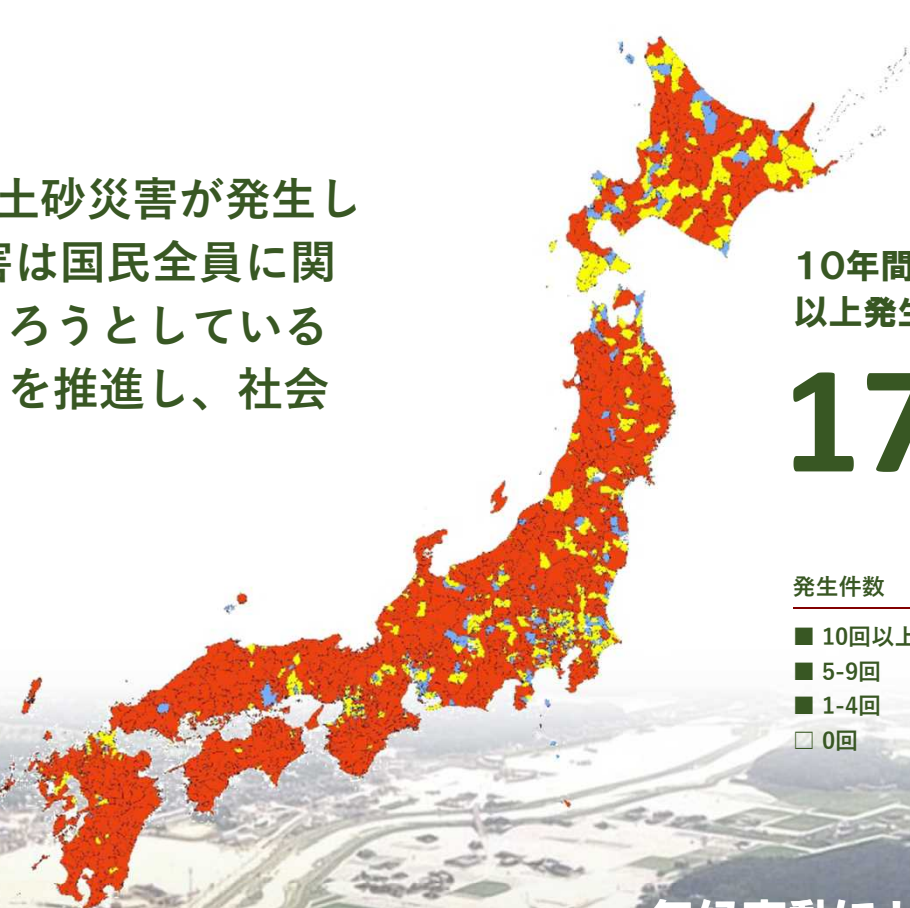 土砂災害が発生し
害は国民全員に関
ろうとしている
を推進し、社会
10年間
以上発生
17
発生件数
■ 10回以上
■ 5-9回
■ 1-4回
□ 0回